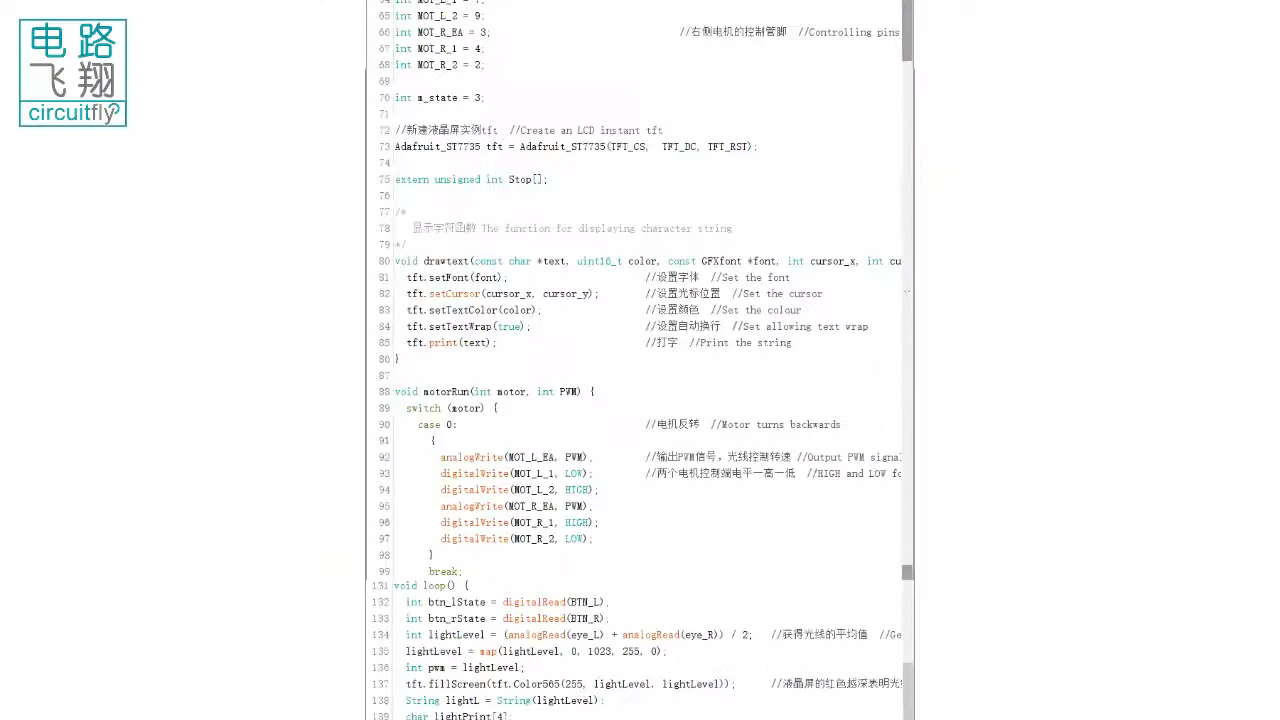 电路
飞翔
circuitfly
65 int MOT_L_2 = 9;
66 int MOT_R_EA = 3; //右侧电机的控制管脚 //Controlling pins
67 int MOT_R_1 = 4;
68 int MOT_R_2 = 2;
69
70 int m_state = 3;
71
72 //新建液晶屏实例tft //Create an LCD instant tft
73 Adafruit_ST7735 tft = Adafruit_ST7735(TFT_CS, TFT_DC, TFT_RST);
74
75 extern unsigned int Stop[];
76
77 /*
78 显示字符函数 The function for displaying character string
79 */
80 void drawtext(const char *text, uint16_t color, const GFXfont *font, int cursor_x, int cu
81 tft.setFont(font); //设置字体 //Set the font
82 tft.setCursor(cursor_x, cursor_y); //设置光标位置 //Set the cursor
83 tft.setTextColor(color); //设置颜色 //Set the colour
84 tft.setTextWrap(true); //设置自动换行 //Set allowing text wrap
85 tft.print(text); //打字 //Print the string
86 }
87
88 void motorRun(int motor, int PWM) {
89 switch (motor) {
90 case 0: //电机反转 //Motor turns backwards
91 {
92 analogWrite(MOT_L_EA, PWM); //输出PWM信号，光线控制转速 //Output PWM signal
93 digitalWrite(MOT_L_1, LOW); //两个电机控制端电平一高一低 //HIGH and LOW fo
94 digitalWrite(MOT_L_2, HIGH);
95 analogWrite(MOT_R_EA, PWM);
96 digitalWrite(MOT_R_1, HIGH);
97 digitalWrite(MOT_R_2, LOW);
98 }
99 break;
131 void loop() {
132 int btn_lState = digitalRead(BTN_L);
133 int btn_rState = digitalRead(BTN_R);
134 int lightLevel = (analogRead(eye_L) + analogRead(eye_R)) / 2; //获得光线的平均值 //Ge
135 lightLevel = map(lightLevel, 0, 1023, 255, 0);
136 int pwm = lightLevel;
137 tft.fillScreen(tft.Color565(255, lightLevel, lightLevel)); //液晶屏的红色越深表明光
138 String lightL = String(lightLevel);
139 char lightPrint[4];